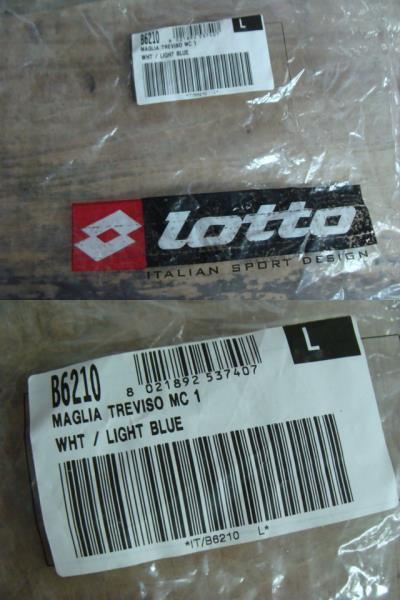 B6210
L
MAGLIA TREVISO MC 1
WHT / LIGHT BLUE
lotto
ITALIAN SPORT DESIGN
B6210
L
8 021892 537407
MAGLIA TREVISO MC 1
WHT / LIGHT BLUE
*IT/B6210 L*